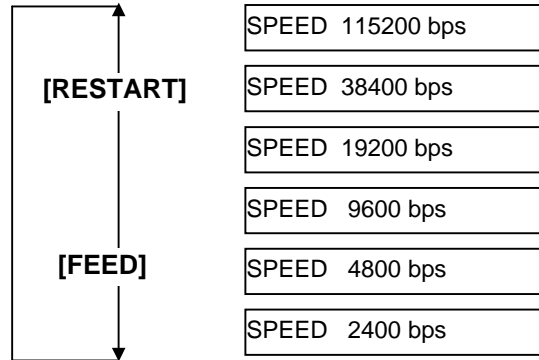 SPEED 115200 bps
[RESTART]
SPEED 38400 bps
SPEED 19200 bps
SPEED 9600 bps
[FEED]
SPEED 4800 bps
SPEED 2400 bps